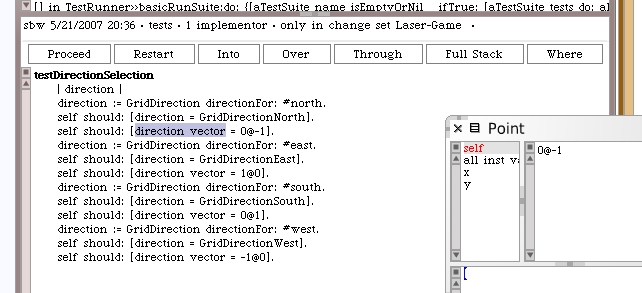 [] in TestRunner>>basicRunSuite:do: {[aTestSuite name isEmptyOrNil ifTrue: [aTestSuite tests do: a
sbw 5/21/2007 20:36 · tests · 1 implementor · only in change set Laser-Game ·
Proceed Restart Into Over Through Full Stack Where
testDirectionSelection
| direction |
direction := GridDirection directionFor: #north.
self should: [direction = GridDirectionNorth].
self should: [direction vector = 0@-1].
direction := GridDirection directionFor: #east.
self should: [direction = GridDirectionEast].
self should: [direction vector = 1@0].
direction := GridDirection directionFor: #south.
self should: [direction = GridDirectionSouth].
self should: [direction vector = 0@1].
direction := GridDirection directionFor: #west.
self should: [direction = GridDirectionWest].
self should: [direction vector = -1@0].
Point
self
all inst va
x
y
0@-1